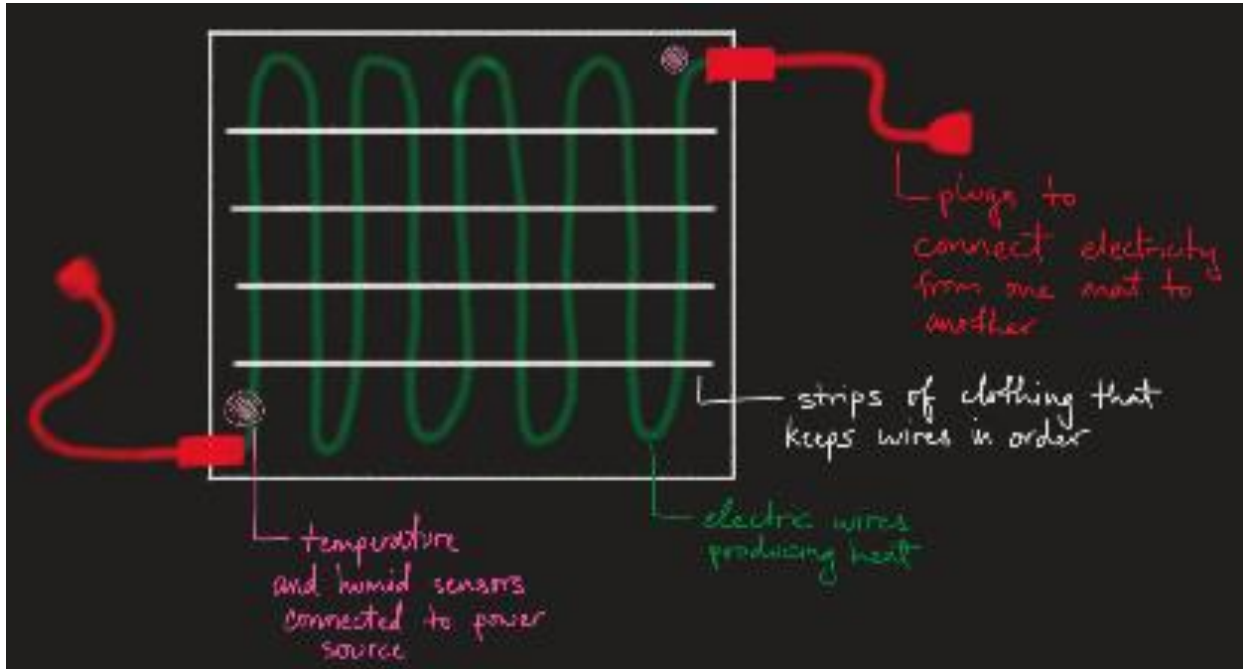 plugs to
connect electricity
from one mat to
another
strips of clothing that
keeps wires in order
electric wires
producing heat
temperature
and humid sensors
connected to power
source